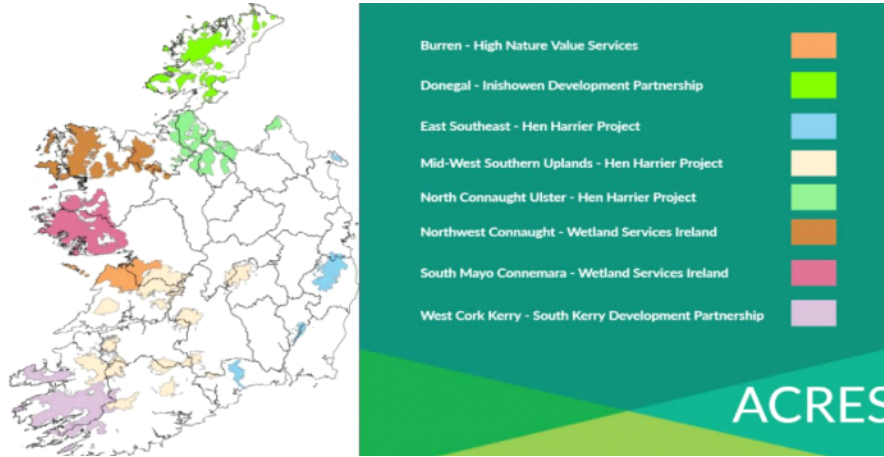 Burren - High Nature Value Services
Donegal - Inishowen Development Partnership
East Southeast - Hen Harrier Project
Mid-West Southern Uplands - Hen Harrier Project
North Connaught Ulster - Hen Harrier Project
Northwest Connaught - Wetland Services Ireland
South Mayo Connemara - Wetland Services Ireland
West Cork Kerry - South Kerry Development Partnership
ACRES